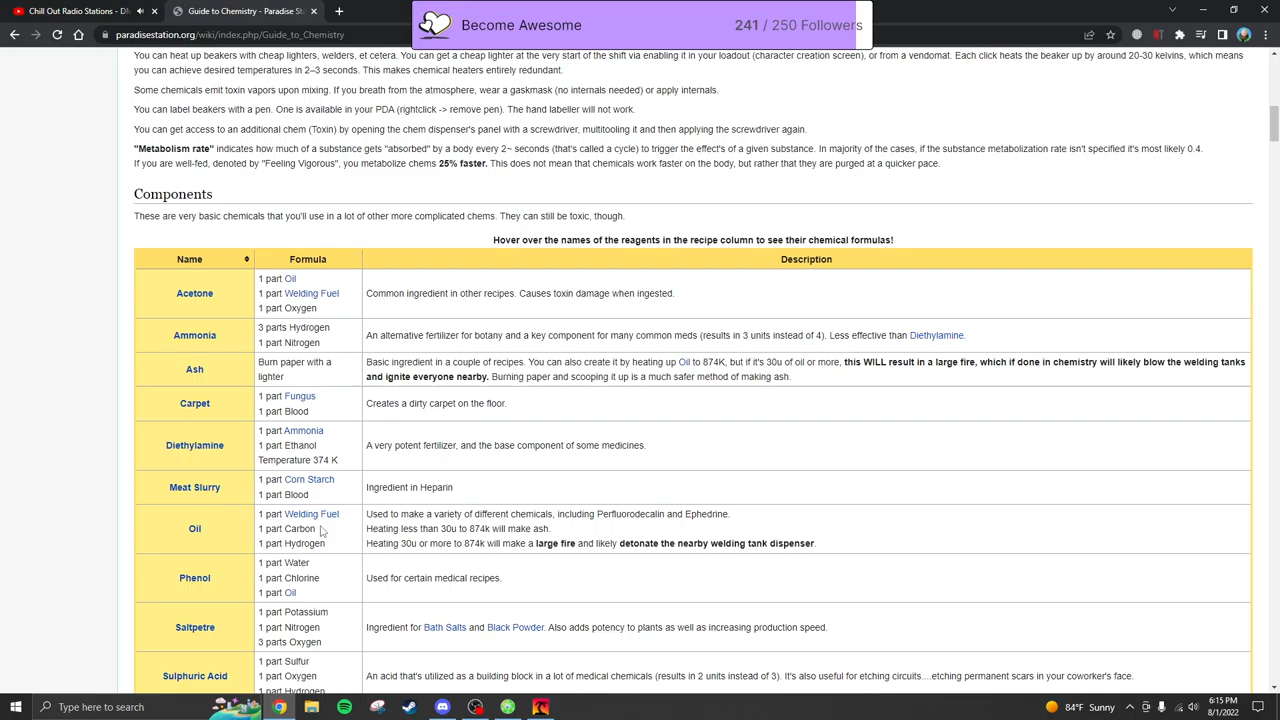 Chill Out Radio Stations - D
Guide to Chemistry - Paradise St
Become Awesome
241 / 250 Followers
paradisestation.org/wiki/index.php/Guide_to_Chemistry
You can heat up beakers with cheap lighters, welders, et cetera. You can get a cheap lighter at the very start of the shift via enabling it in your loadout (character creation screen), or from a vendomat. Each click heats the beaker up by around 20-30 kelvins, which means
you can achieve desired temperatures in 2–3 seconds. This makes chemical heaters entirely redundant.
Some chemicals emit toxin vapors upon mixing. If you breath from the atmosphere, wear a gaskmask (no internals needed) or apply internals.
You can label beakers with a pen. One is available in your PDA (rightclick -> remove pen). The hand labeller will not work.
You can get access to an additional chem (Toxin) by opening the chem dispenser's panel with a screwdriver, multitooling it and then applying the screwdriver again.
"Metabolism rate" indicates how much of a substance gets "absorbed" by a body every 2~ seconds (that's called a cycle) to trigger the effect's of a given substance. In majority of the cases, if the substance metabolization rate isn't specified it's most likely 0.4.
If you are well-fed, denoted by "Feeling Vigorous", you metabolize chems 25% faster. This does not mean that chemicals work faster on the body, but rather that they are purged at a quicker pace.
Components
These are very basic chemicals that you'll use in a lot of other more complicated chems. They can still be toxic, though.
Hover over the names of the reagents in the recipe column to see their chemical formulas!
Name Formula Description
Acetone
1 part Oil
1 part Welding Fuel
1 part Oxygen
Common ingredient in other recipes. Causes toxin damage when ingested.
Ammonia
3 parts Hydrogen
1 part Nitrogen
An alternative fertilizer for botany and a key component for many common meds (results in 3 units instead of 4). Less effective than Diethylamine.
Ash
Burn paper with a
lighter
Basic ingredient in a couple of recipes. You can also create it by heating up Oil to 874K, but if it's 30u of oil or more, this WILL result in a large fire, which if done in chemistry will likely blow the welding tanks
and ignite everyone nearby. Burning paper and scooping it up is a much safer method of making ash.
Carpet
1 part Fungus
1 part Blood
Creates a dirty carpet on the floor.
Diethylamine
1 part Ammonia
1 part Ethanol
Temperature 374 K
A very potent fertilizer, and the base component of some medicines.
Meat Slurry
1 part Corn Starch
1 part Blood
Ingredient in Heparin
Oil
1 part Welding Fuel
1 part Carbon
1 part Hydrogen
Used to make a variety of different chemicals, including Perfluorodecalin and Ephedrine.
Heating less than 30u to 874k will make ash.
Heating 30u or more to 874k will make a large fire and likely detonate the nearby welding tank dispenser.
Phenol
1 part Water
1 part Chlorine
1 part Oil
Used for certain medical recipes.
Saltpetre
1 part Potassium
1 part Nitrogen
3 parts Oxygen
Ingredient for Bath Salts and Black Powder. Also adds potency to plants as well as increasing production speed.
Sulphuric Acid
1 part Sulfur
1 part Oxygen
1 part Hydrogen
An acid that's utilized as a building block in a lot of medical chemicals (results in 2 units instead of 3). It's also useful for etching circuits....etching permanent scars in your coworker's face.
Type here to search
84°F Sunny
6:15 PM
8/1/2022